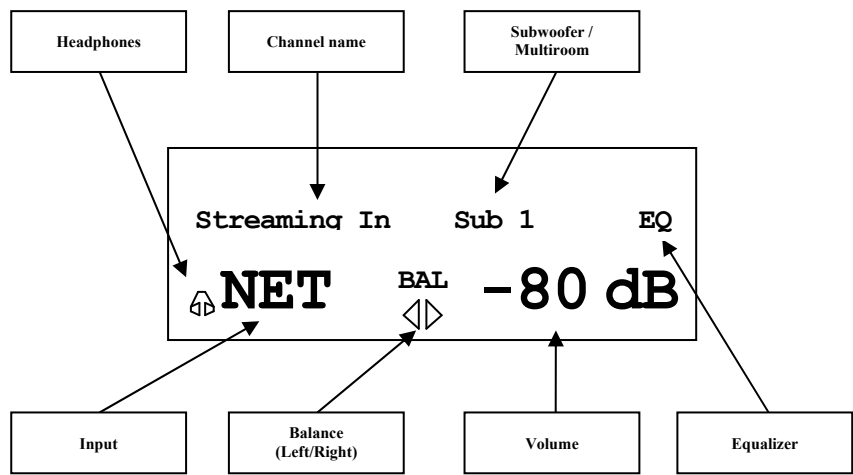 Headphones
Channel name
Subwoofer /
Multiroom
Streaming In Sub 1 EQ
NET BAL -80 dB
Input
Balance
(Left/Right)
Volume
Equalizer